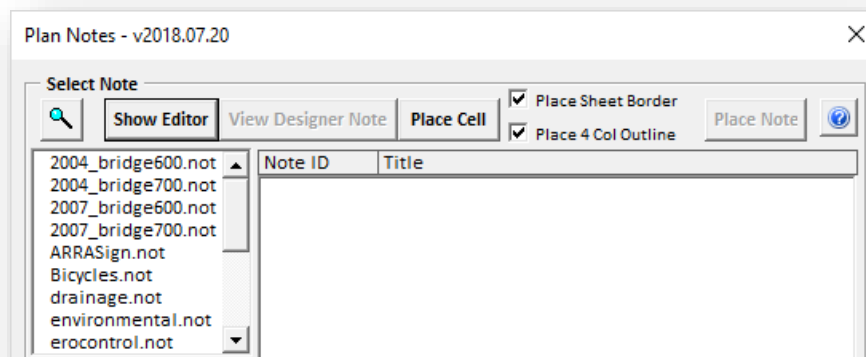 Plan Notes - v2018.07.20
Select Note
Show Editor View Designer Note Place Cell Place Sheet Border Place Note
Place 4 Col Outline
Note ID Title
2004_bridge600.not
2004_bridge700.not
2007_bridge600.not
2007_bridge700.not
ARRASign.not
Bicycles.not
drainage.not
environmental.not
erocontrol.not